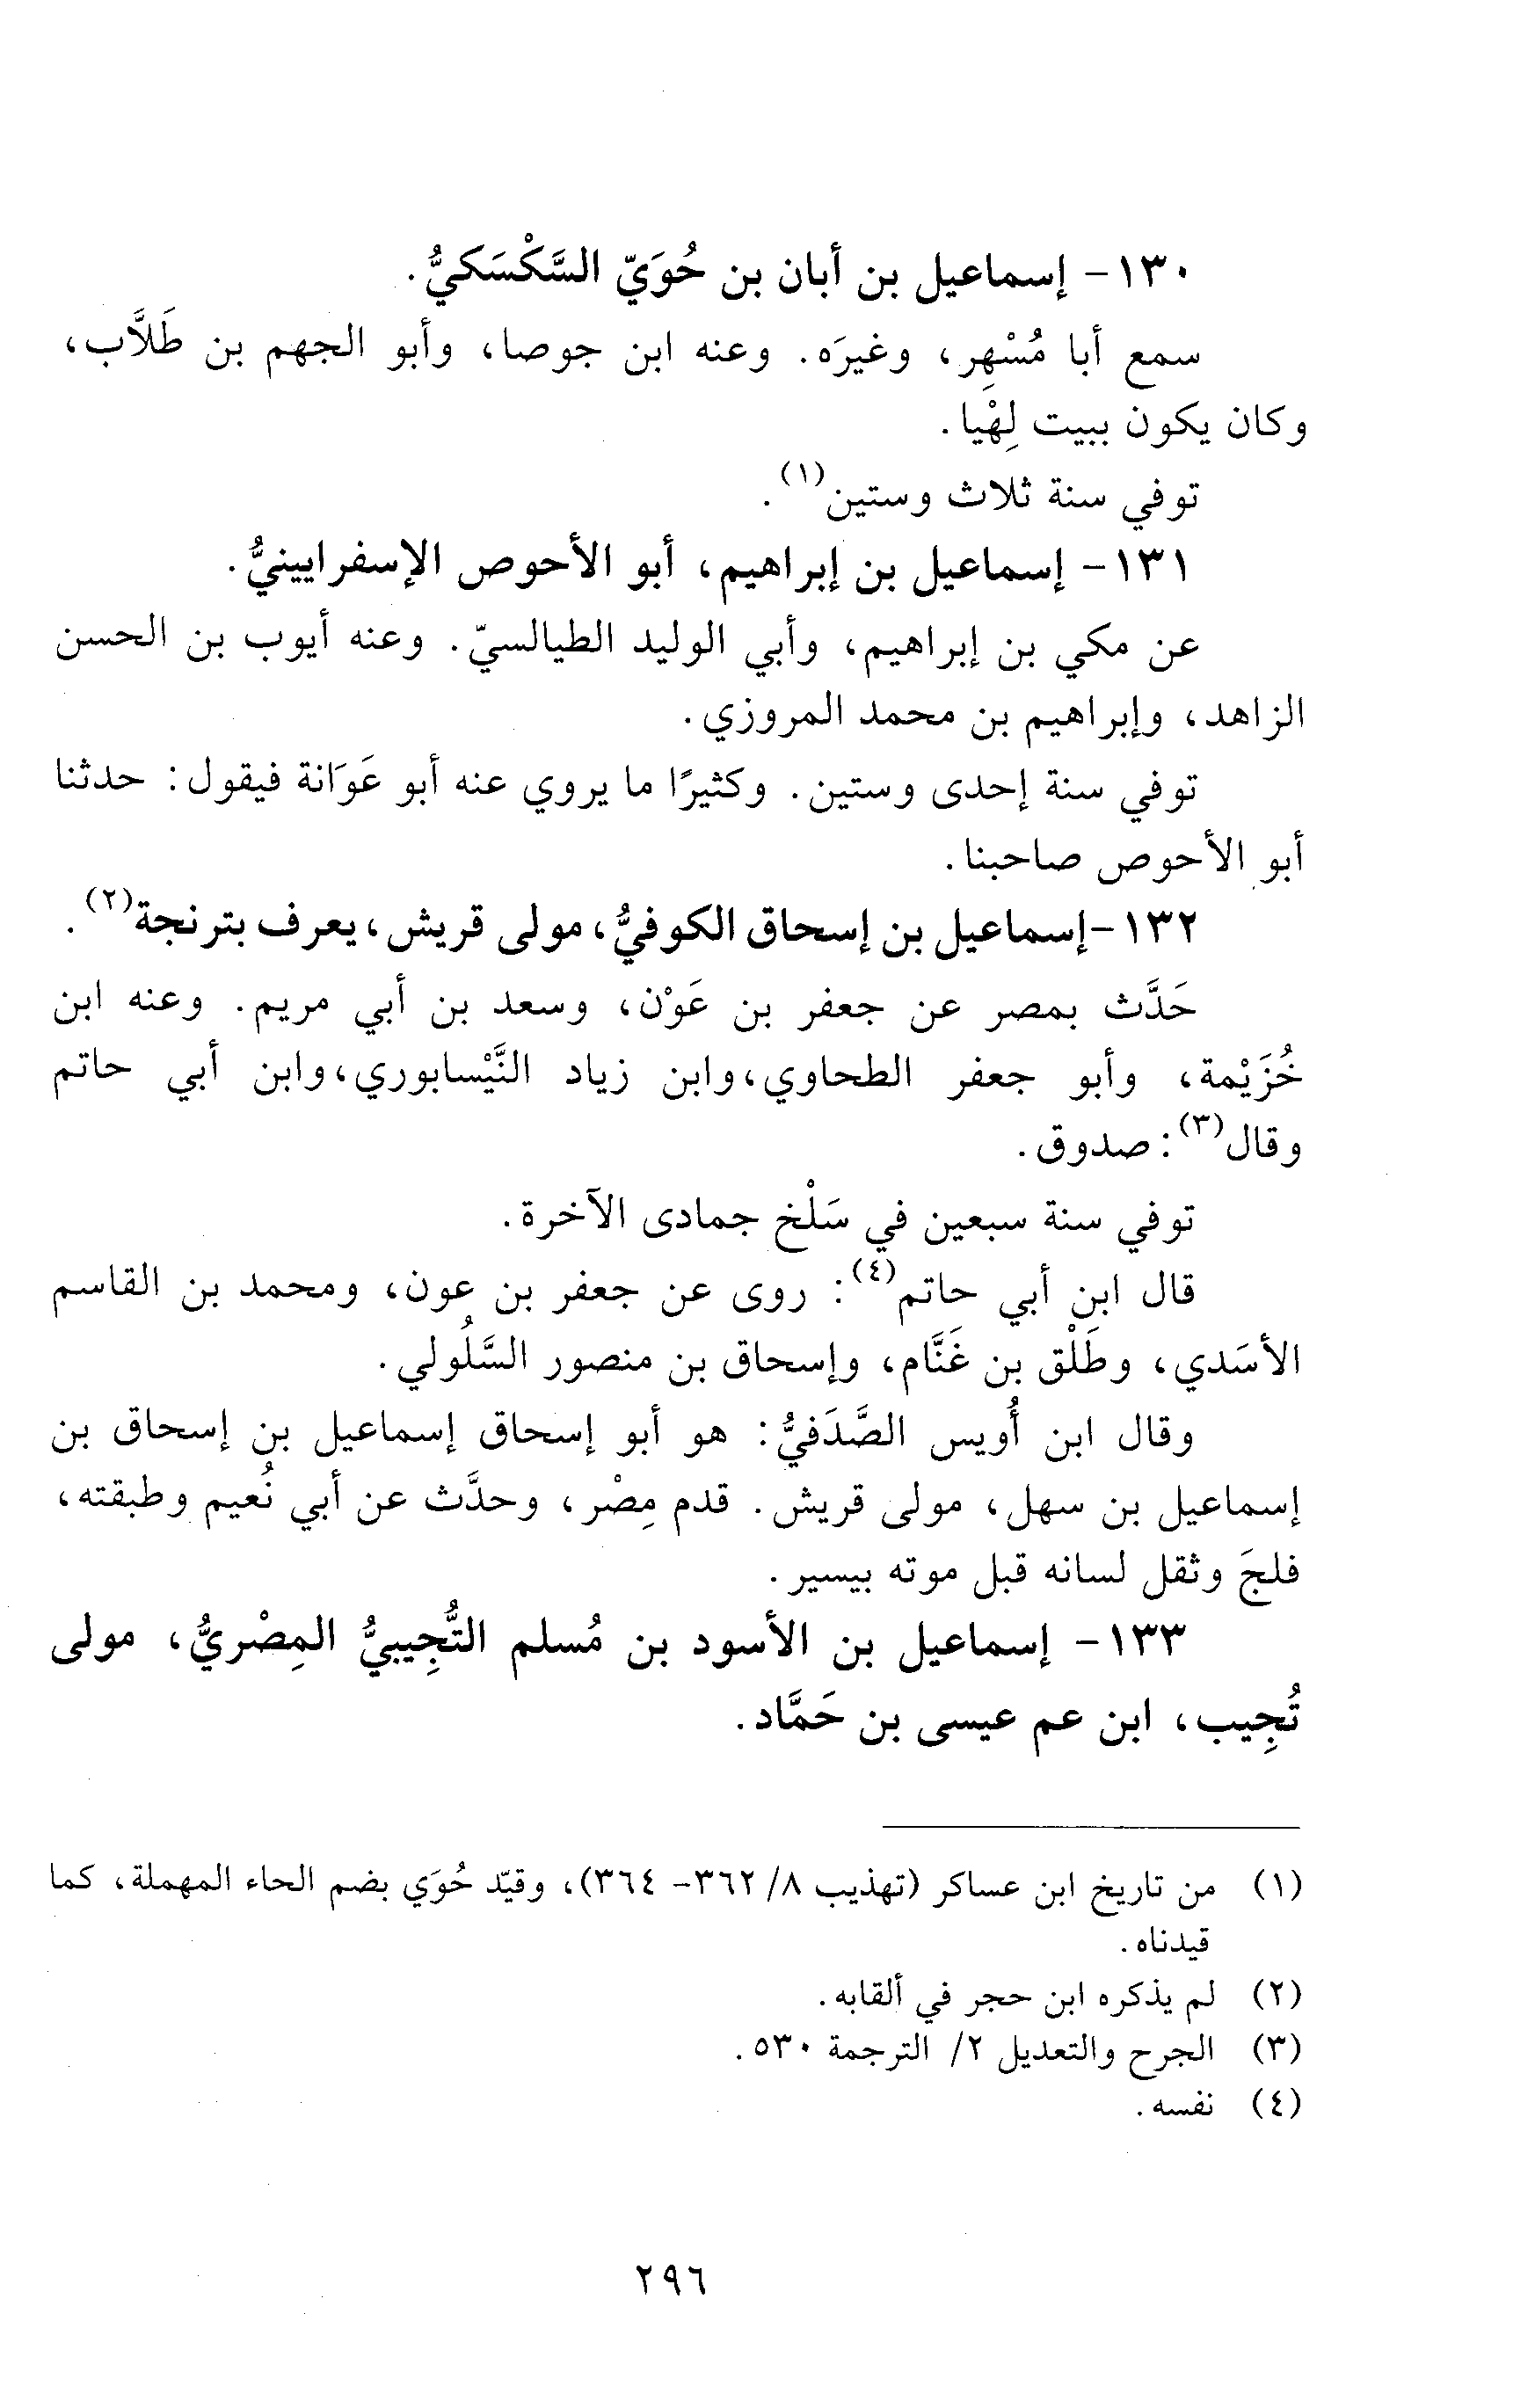 ١٣٠ - إسماعيل بن أبان بن حُوَيّ السَّكْسَكيُّ.
سمع أبا مُسْهِر، وغيرَه. وعنه ابن جوصا، وأبو الجهم بن طَلَّاب،
وكان يكون ببيت لِهْيا.
توفي سنة ثلاث وستين(١).
١٣١ - إسماعيل بن إبراهيم، أبو الأحوص الإسفرايينيُّ.
عن مكي بن إبراهيم، وأبي الوليد الطيالسيّ. وعنه أيوب بن الحسن
الزاهد، وإبراهيم بن محمد المروزي.
توفي سنة إحدى وستين. وكثيرًا ما يروي عنه أبو عَوَانة فيقول: حدثنا
أبو الأحوص صاحبنا.
١٣٢ -إسماعيل بن إسحاق الكوفيُّ، مولى قريش، يعرف بترنجة(٢).
حَدَّث بمصر عن جعفر بن عَوْن، وسعد بن أبي مريم. وعنه ابن
خُزَيْمة، وأبو جعفر الطحاوي،وابن زياد النَّيْسابوري،وابن أبي حاتم
وقال(٣): صدوق.
توفي سنة سبعين في سَلْخ جمادى الآخرة.
قال ابن أبي حاتم(٤): روى عن جعفر بن عون، ومحمد بن القاسم
الأسَدي، وطَلْق بن غَنَّام، وإسحاق بن منصور السَّلُولي.
وقال ابن أُويس الصَّدَفيُّ: هو أبو إسحاق إسماعيل بن إسحاق بن
إسماعيل بن سهل، مولى قريش. قدم مِصْر، وحدَّث عن أبي نُعيم وطبقته،
فلجَ وثقل لسانه قبل موته بيسير.
١٣٣ - إسماعيل بن الأسود بن مُسلم التُّجِيبيُّ المِصْريُّ، مولى
تُجِيب، ابن عم عيسى بن حَمَّاد.
(١) من تاريخ ابن عساكر (تهذيب ٨/ ٣٦٢- ٣٦٤)، وقيّد حُوَي بضم الحاء المهملة، كما
قيدناه.
(٢) لم يذكره ابن حجر في ألقابه.
(٣) الجرح والتعديل ٢/ الترجمة ٥٣٠.
(٤) نفسه.
٢٩٦